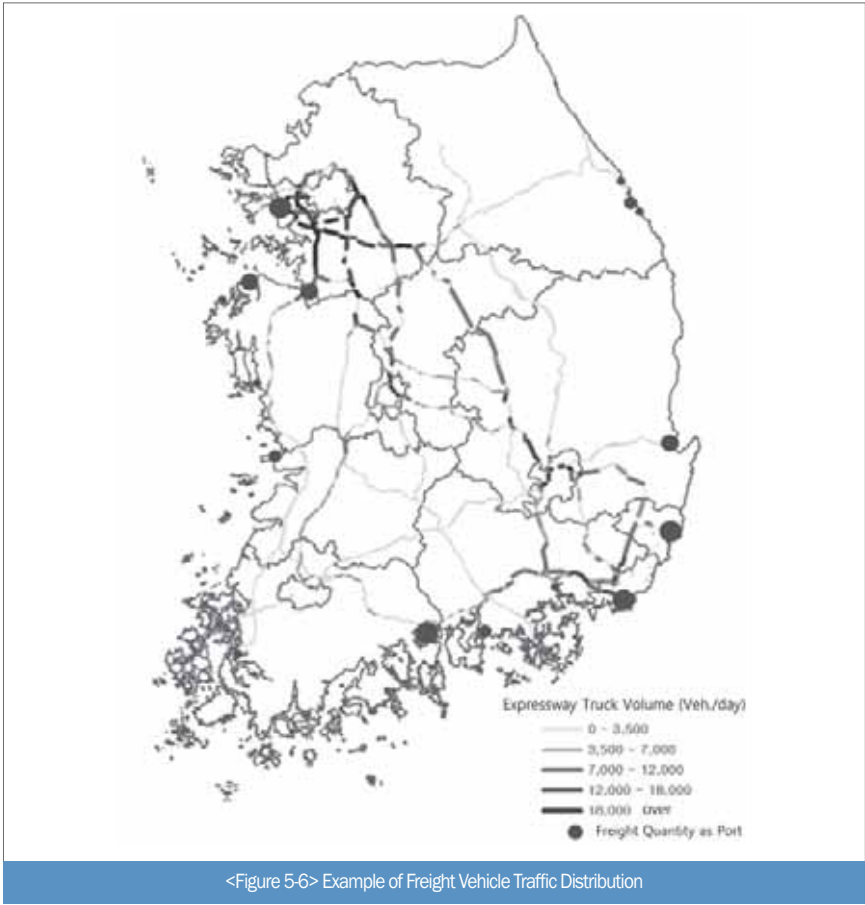 Expressway Truck Volume (Veh./day)
0 - 3,500
3,500 - 7,000
7,000 - 12,000
12,000 - 18,000
18,000 over
Freight Quantity as Port
<Figure 5-6> Example of Freight Vehicle Traffic Distribution